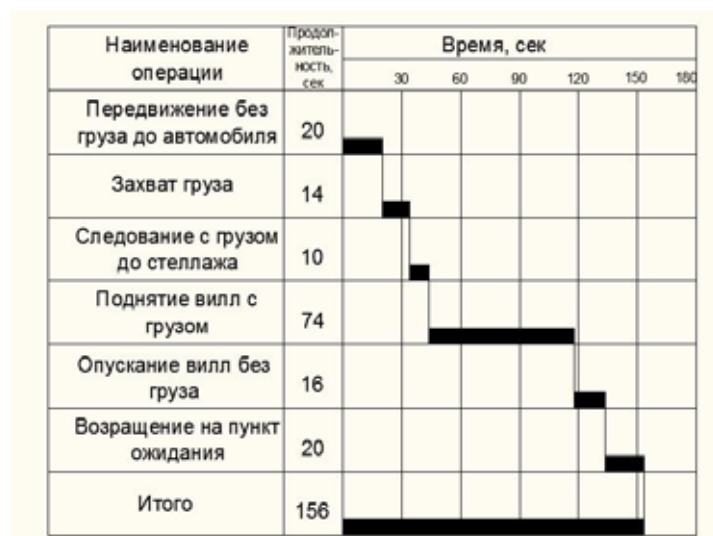 Наименование
операции
Продол-
житель-
ность,
сек
Время, сек
30 60 90 120 150 180
Передвижение без
груза до автомобиля
20
Захват груза
14
Следование с грузом
до стеллажа
10
Поднятие вилл с
грузом
74
Опускание вилл без
груза
16
Возращение на пункт
ожидания
20
Итого
156